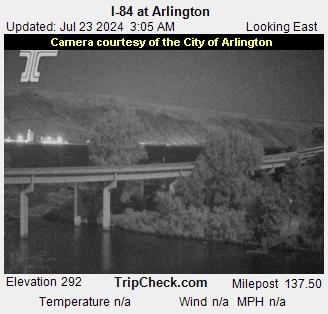 I-84 at Arlington
Updated: Jul 23 2024 3:05 AM Looking East
Camera courtesy of the City of Arlington
Elevation 292 TripCheck.com Milepost 137.50
Temperature n/a Wind n/a MPH n/a